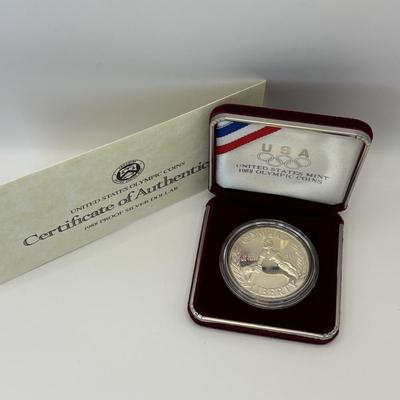 UNITED STATES OLYMPIC COINS
Certificate of Authentic
1988 PROOF SILVER DOLLAR
USA
UNITED STATES MINT
1988 OLYMPIC COINS
LIBERTY